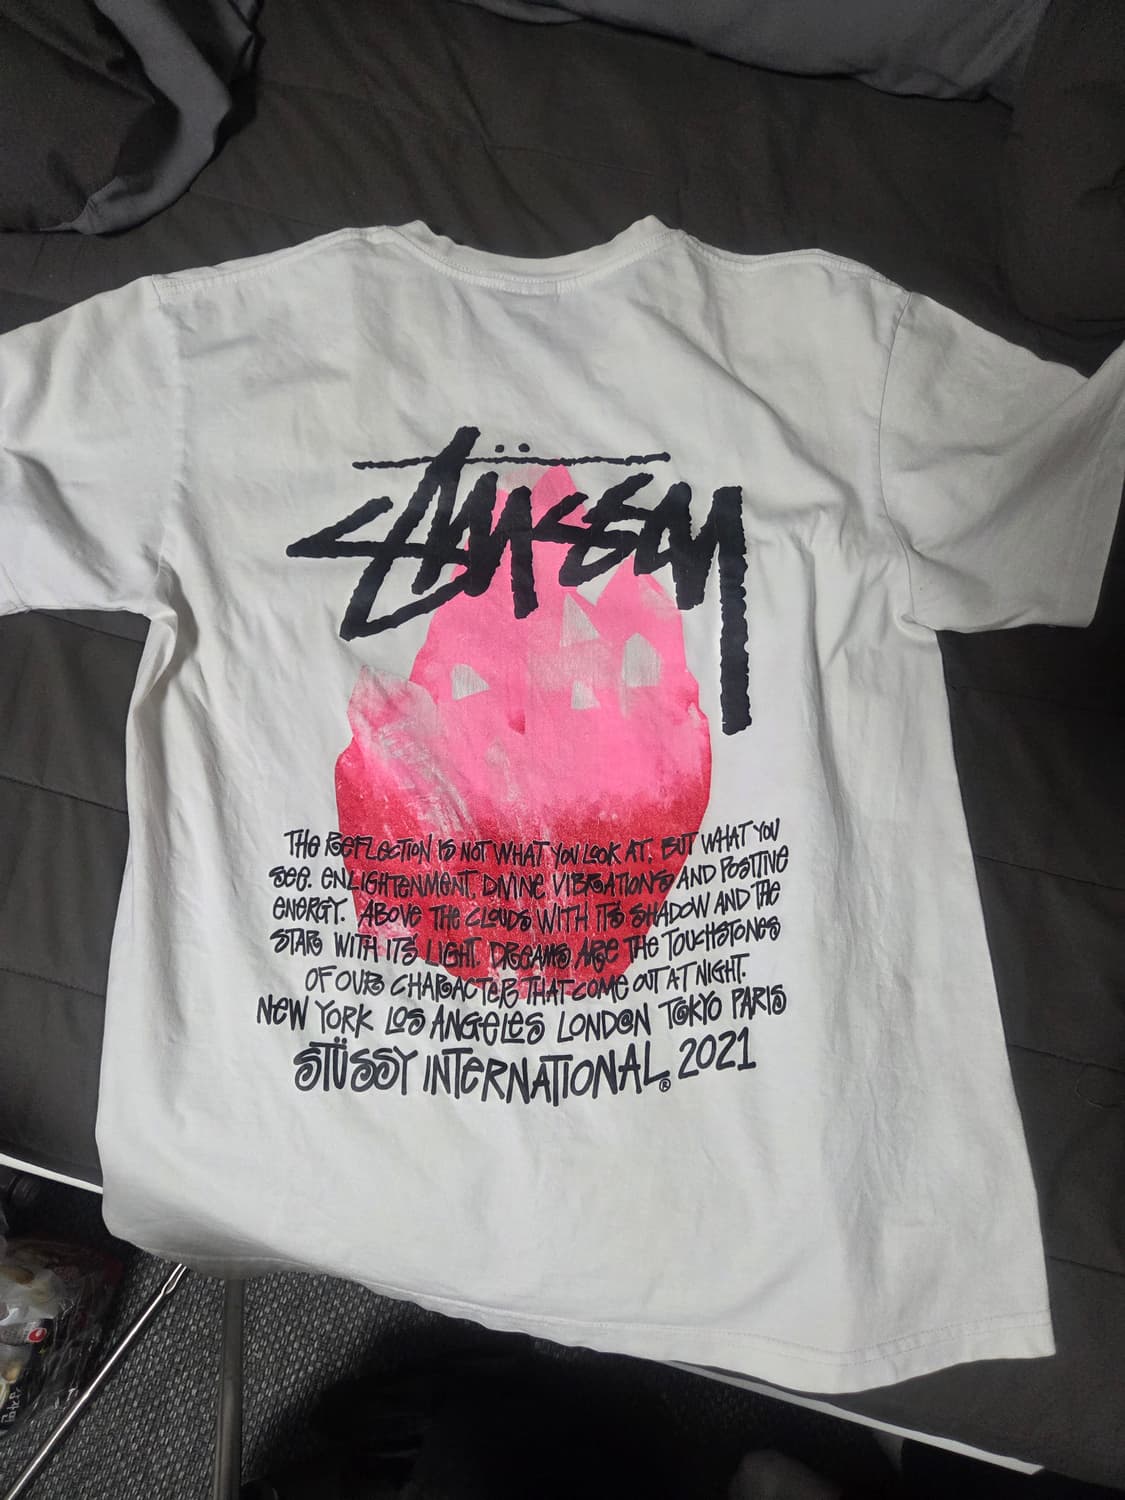 STÜSSY
THE REFLECTION IS NOT WHAT YOU LOOK AT. BUT WHAT YOU
SEE. ENLIGHTENMENT, DIVINE VIBRATIONS AND POSITIVE
ENERGY. ABOVE THE CLOUDS WITH ITS SHADOW AND THE
STAR WITH IT'S LIGHT. DREAMS ARE THE TOUCHSTONES
OF OUR CHARACTER THAT COME OUT AT NIGHT.
NEW YORK LOS ANGELES LONDON TOKYO PARIS
STÜSSY INTERNATIONAL® 2021